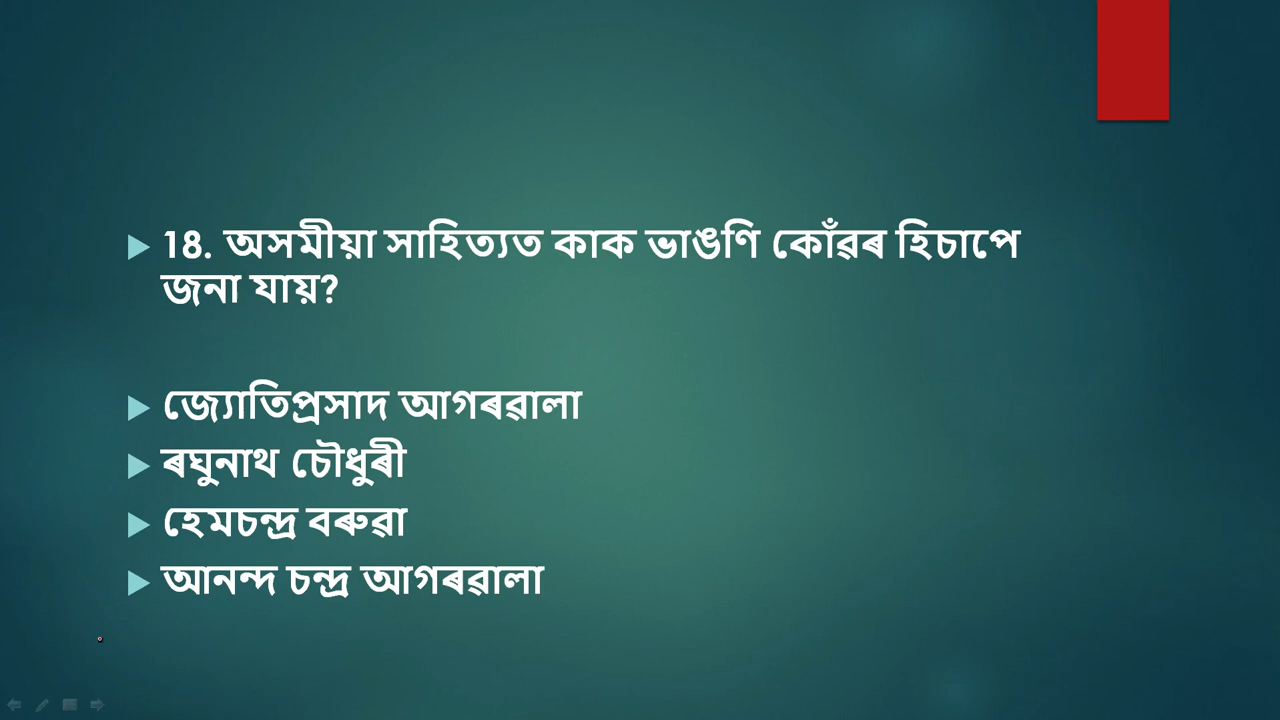 18. অসমীয়া সাহিত্যত কাক ভাঙণি কোঁৱৰ হিচাপে
জনা যায়?
জ্যোতিপ্ৰসাদ আগৰৱালা
ৰঘুনাথ চৌধুৰী
হেমচন্দ্ৰ বৰুৱা
আনন্দ চন্দ্ৰ আগৰৱালা